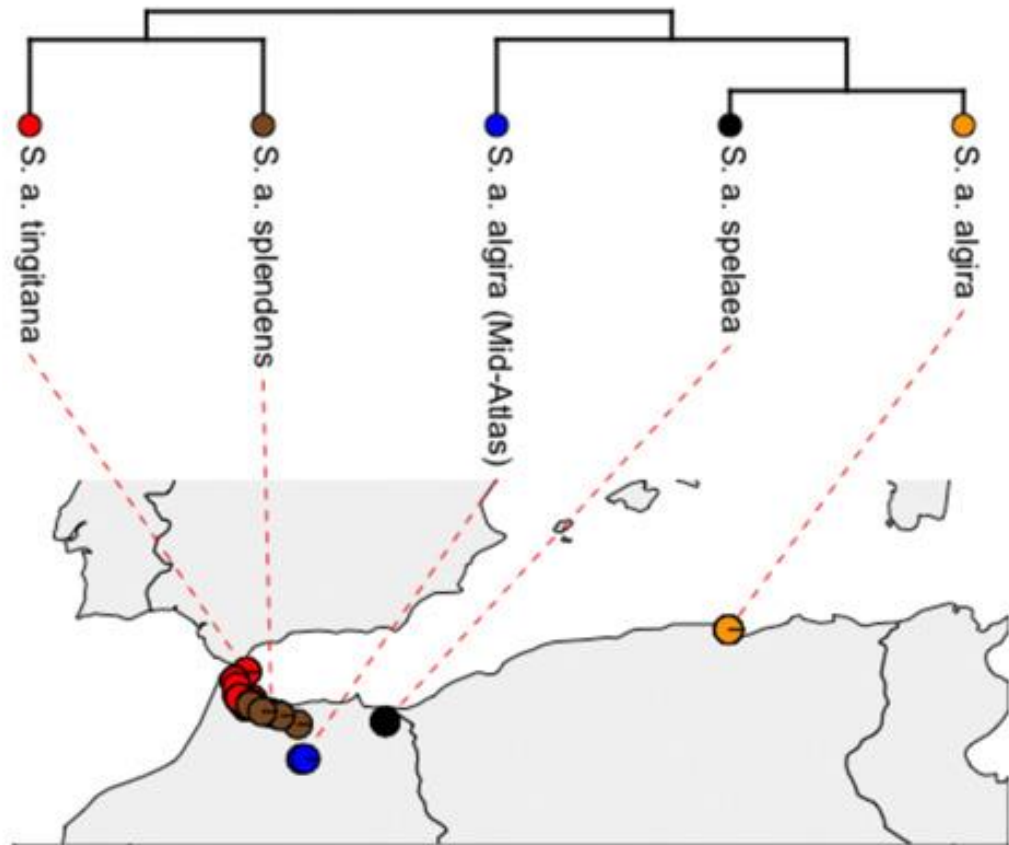 S. a. tingitana
S. a. splendens
S. a. algira (Mid-Atlas)
S. a. spelaea
S. a. algira